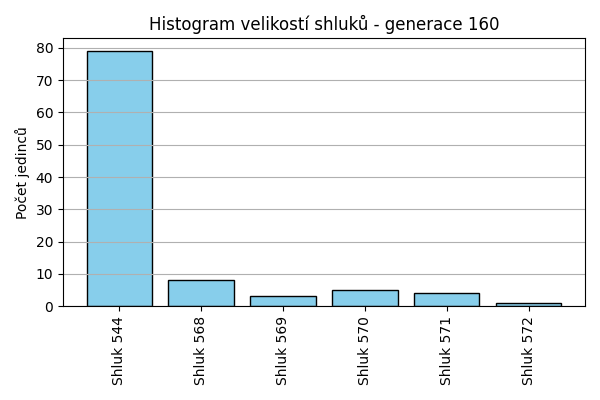 Histogram velikostí shluků - generace 160
Počet jedinců
80
70
60
50
40
30
20
10
0
Shluk 544
Shluk 568
Shluk 569
Shluk 570
Shluk 571
Shluk 572